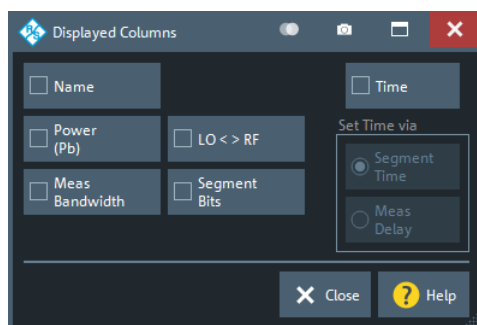 Displayed Columns
Name
Time
Power
(Pb)
LO < > RF
Set Time via
Segment
Time
Meas
Bandwidth
Segment
Bits
Meas
Delay
Close
Help